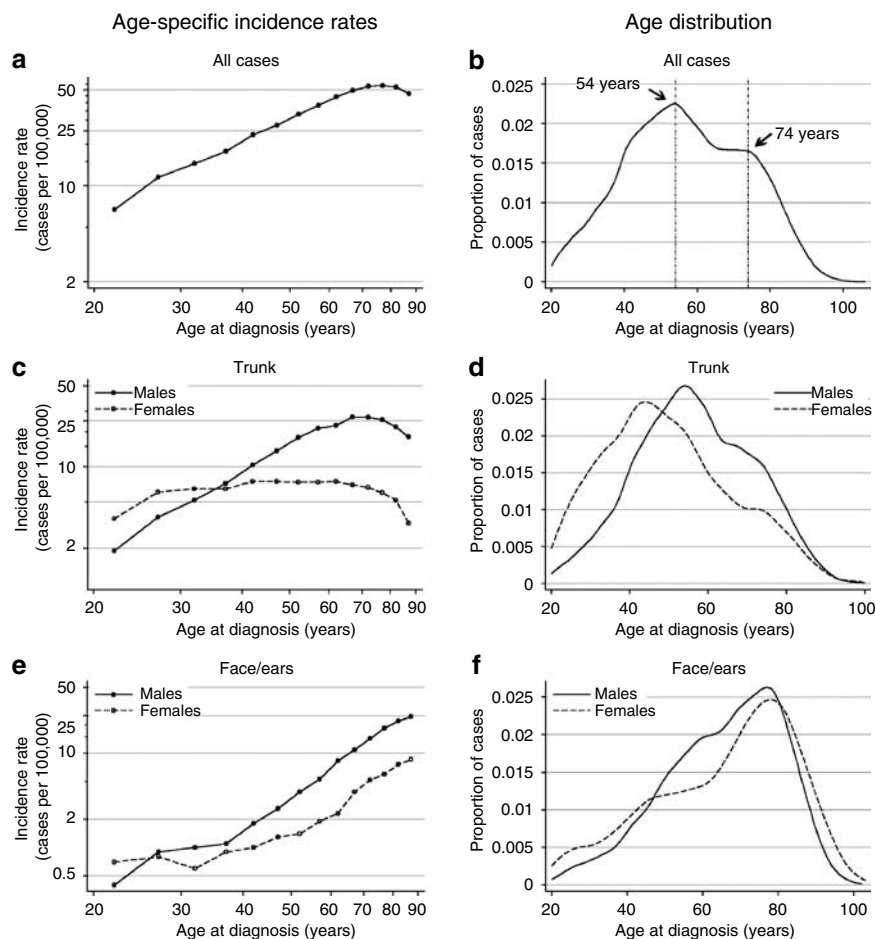 Age-specific incidence rates
Age distribution
a
All cases
50
25
10
2
20 30 40 50 60 70 80 90
Age at diagnosis (years)
Incidence rate
(cases per 100,000)
b
All cases
54 years
74 years
0.025
0.02
0.015
0.01
0.005
0
20 40 60 80 100
Age at diagnosis (years)
Proportion of cases
c
Trunk
Males
Females
50
25
10
2
20 30 40 50 60 70 80 90
Age at diagnosis (years)
Incidence rate
(cases per 100,000)
d
Trunk
Males
Females
0.025
0.02
0.015
0.01
0.005
0
20 40 60 80 100
Age at diagnosis (years)
Proportion of cases
e
Face/ears
Males
Females
50
25
10
2
0.5
20 30 40 50 60 70 80 90
Age at diagnosis (years)
Incidence rate
(cases per 100,000)
f
Face/ears
Males
Females
0.025
0.02
0.015
0.01
0.005
0
20 40 60 80 100
Age at diagnosis (years)
Proportion of cases